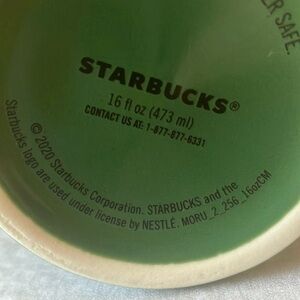 ER SAFE.
STARBUCKS®
16 fl oz (473 ml)
CONTACT US AT: 1-877-877-6331
© 2020 Starbucks Corporation. STARBUCKS and the
Starbucks logo are used under license by NESTLÉ. MORU_2_256_16ozCM